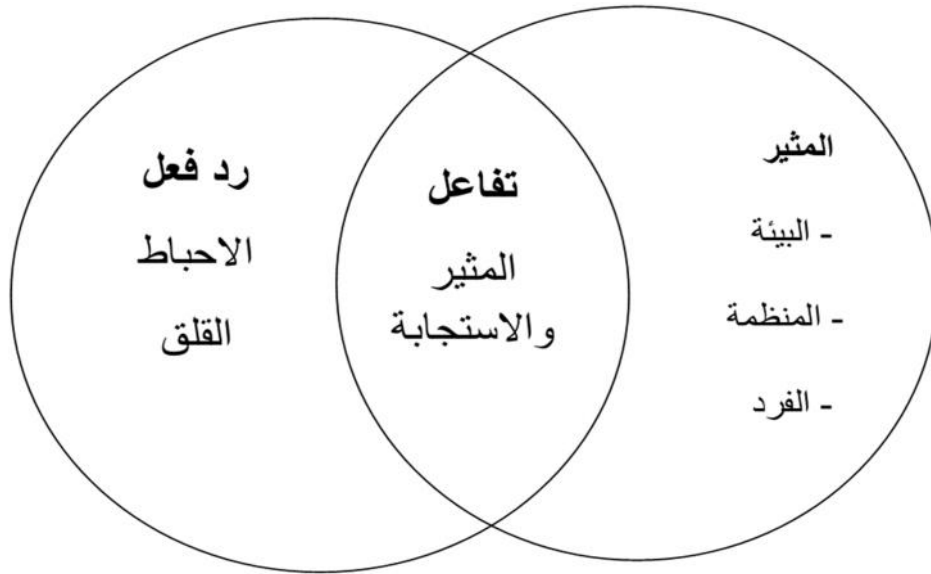 المثير
- البيئة
- المنظمة
- الفرد
تفاعل
المثير
والاستجابة
رد فعل
الاحباط
القلق